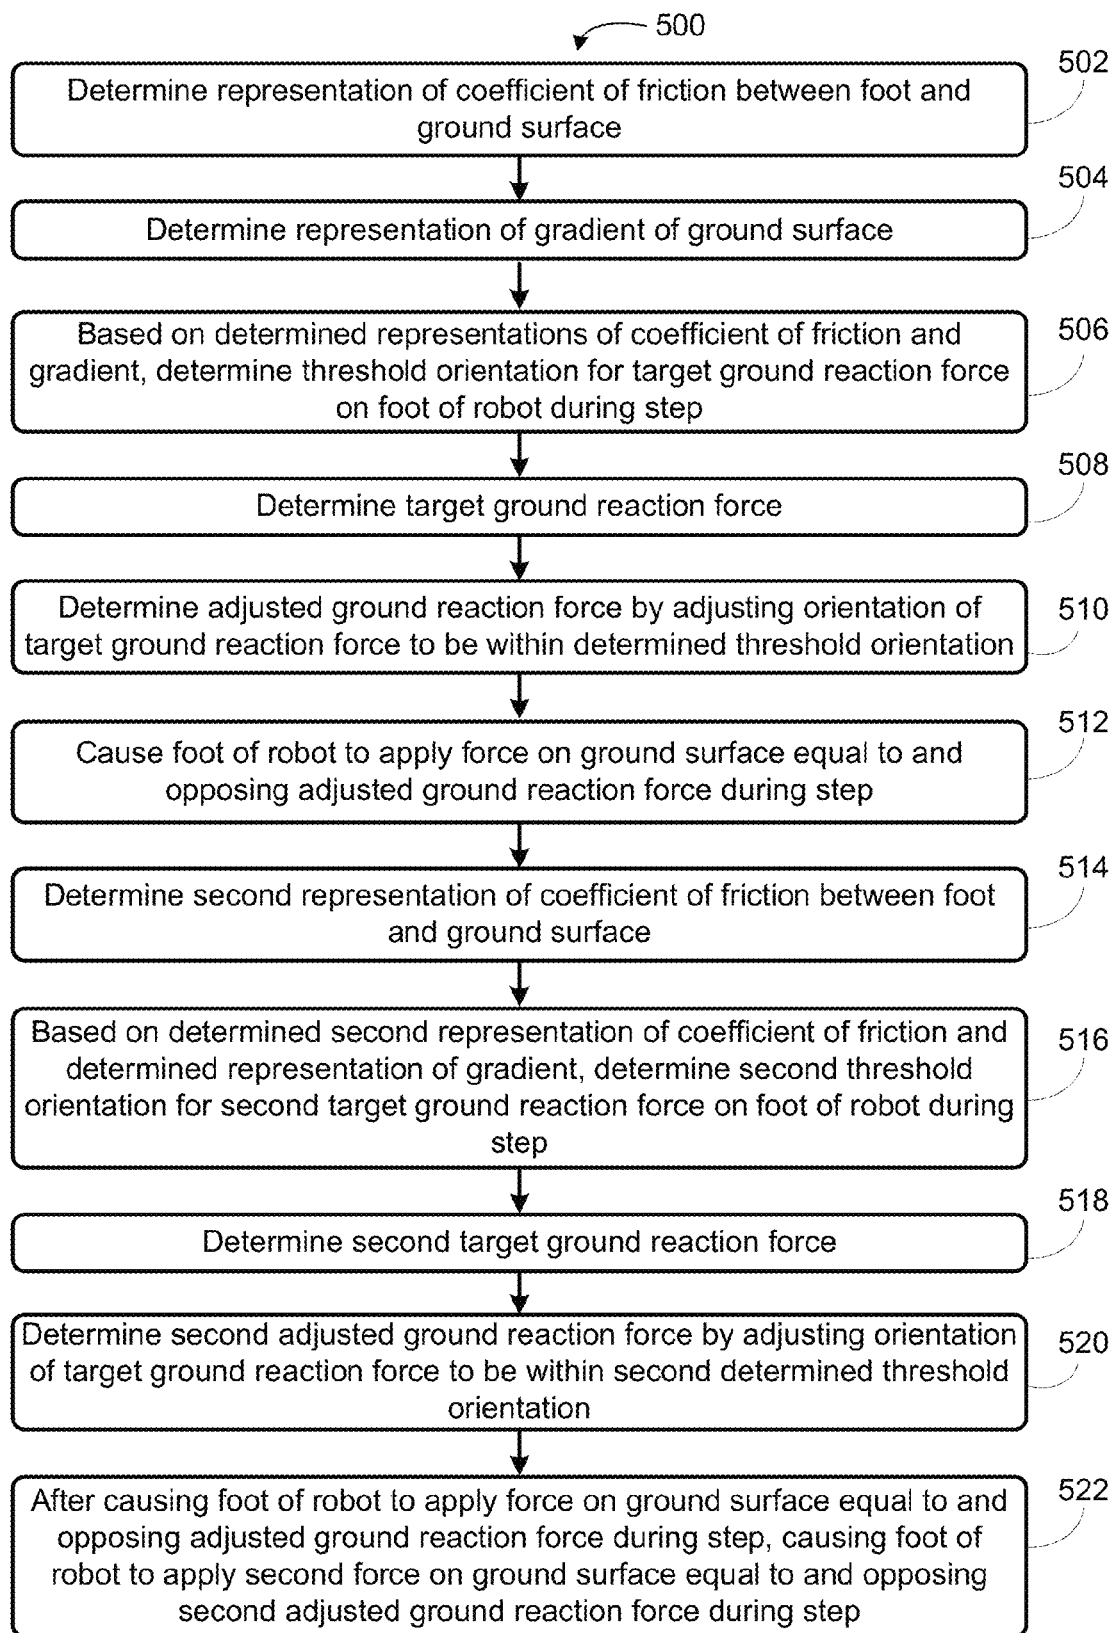 500
502
Determine representation of coefficient of friction between foot and
ground surface
504
Determine representation of gradient of ground surface
506
Based on determined representations of coefficient of friction and
gradient, determine threshold orientation for target ground reaction force
on foot of robot during step
508
Determine target ground reaction force
510
Determine adjusted ground reaction force by adjusting orientation of
target ground reaction force to be within determined threshold orientation
512
Cause foot of robot to apply force on ground surface equal to and
opposing adjusted ground reaction force during step
514
Determine second representation of coefficient of friction between foot
and ground surface
516
Based on determined second representation of coefficient of friction and
determined representation of gradient, determine second threshold
orientation for second target ground reaction force on foot of robot during
step
518
Determine second target ground reaction force
520
Determine second adjusted ground reaction force by adjusting orientation
of target ground reaction force to be within second determined threshold
orientation
522
After causing foot of robot to apply force on ground surface equal to and
opposing adjusted ground reaction force during step, causing foot of
robot to apply second force on ground surface equal to and opposing
second adjusted ground reaction force during step